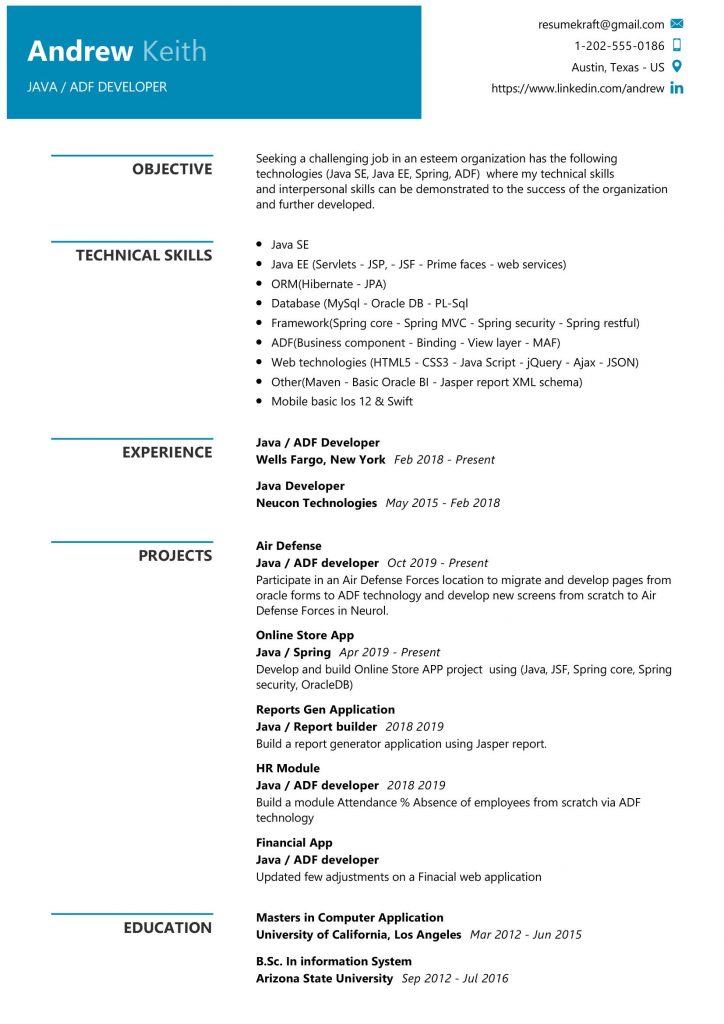 Andrew Keith
JAVA / ADF DEVELOPER
resumekraft@gmail.com
1-202-555-0186
Austin, Texas - US
https://www.linkedin.com/andrew
OBJECTIVE
Seeking a challenging job in an esteem organization has the following
technologies (Java SE, Java EE, Spring, ADF)  where my technical skills
and interpersonal skills can be demonstrated to the success of the organization
and further developed.
TECHNICAL SKILLS
• Java SE
• Java EE (Servlets - JSP, - JSF - Prime faces - web services)
• ORM(Hibernate - JPA)
• Database (MySql - Oracle DB - PL-Sql
• Framework(Spring core - Spring MVC - Spring security - Spring restful)
• ADF(Business component - Binding - View layer - MAF)
• Web technologies (HTML5 - CSS3 - Java Script - jQuery - Ajax - JSON)
• Other(Maven - Basic Oracle BI - Jasper report XML schema)
• Mobile basic Ios 12 & Swift
EXPERIENCE
Java / ADF Developer
Wells Fargo, New York Feb 2018 - Present
Java Developer
Neucon Technologies May 2015 - Feb 2018
PROJECTS
Air Defense
Java / ADF developer Oct 2019 - Present
Participate in an Air Defense Forces location to migrate and develop pages from
oracle forms to ADF technology and develop new screens from scratch to Air
Defense Forces in Neurol.
Online Store App
Java / Spring Apr 2019 - Present
Develop and build Online Store APP project  using (Java, JSF, Spring core, Spring
security, OracleDB)
Reports Gen Application
Java / Report builder 2018 2019
Build a report generator application using Jasper report.
HR Module
Java / ADF developer 2018 2019
Build a module Attendance % Absence of employees from scratch via ADF
technology
Financial App
Java / ADF developer
Updated few adjustments on a Finacial web application
EDUCATION
Masters in Computer Application
University of California, Los Angeles Mar 2012 - Jun 2015
B.Sc. In information System
Arizona State University Sep 2012 - Jul 2016